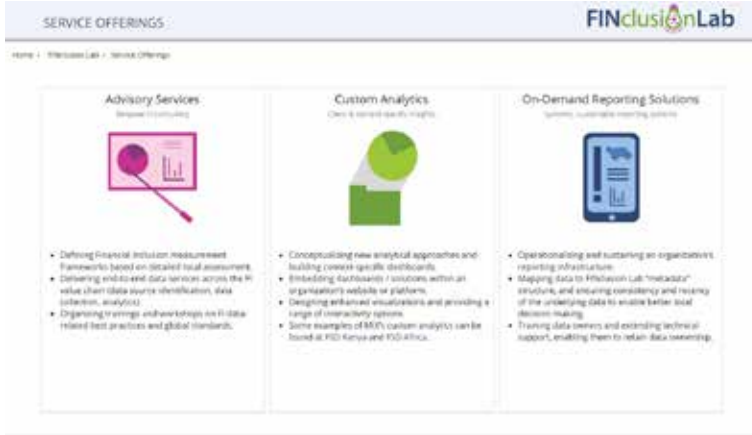 SERVICE OFFERINGS
FINclusionLab
Home › FINclusion Lab › Service Offerings
Advisory Services
Custom Analytics
On-Demand Reporting Solutions
• Defining Financial Inclusion measurement
frameworks based on detailed local assessment.
• Delivering end-to-end data services across the FI
value chain (data source identification, data
collection, analytics).
• Organizing trainings and workshops on FI data-
related best practices and global standards.
• Conceptualizing new analytical approaches and
building context-specific dashboards.
• Embedding dashboards / solutions within an
organization's website or platform.
• Designing enhanced visualizations and providing a
range of interactivity options.
• Some examples of MIX's custom analytics can be
found at FSD Kenya and FSD Africa.
• Operationalizing and sustaining an organization's
reporting infrastructure.
• Mapping data to FINclusion Lab "metadata"
structure, and ensuring consistency and recency
of the underlying data to enable better local
decision making.
• Training data owners and extending technical
support, enabling them to retain data ownership.